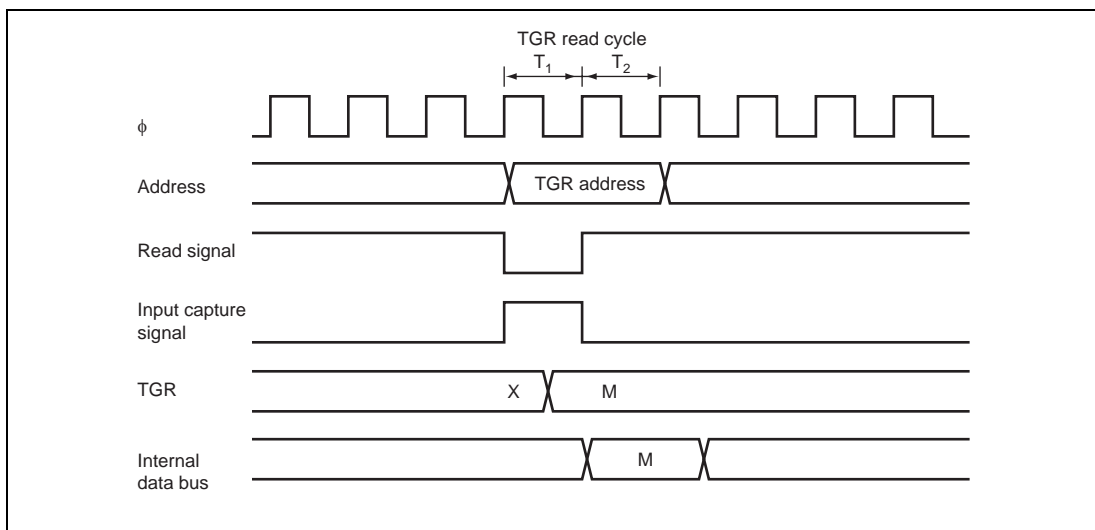 TGR read cycle
T1 T2
ϕ
Address
TGR address
Read signal
Input capture
signal
TGR
X M
Internal
data bus
M